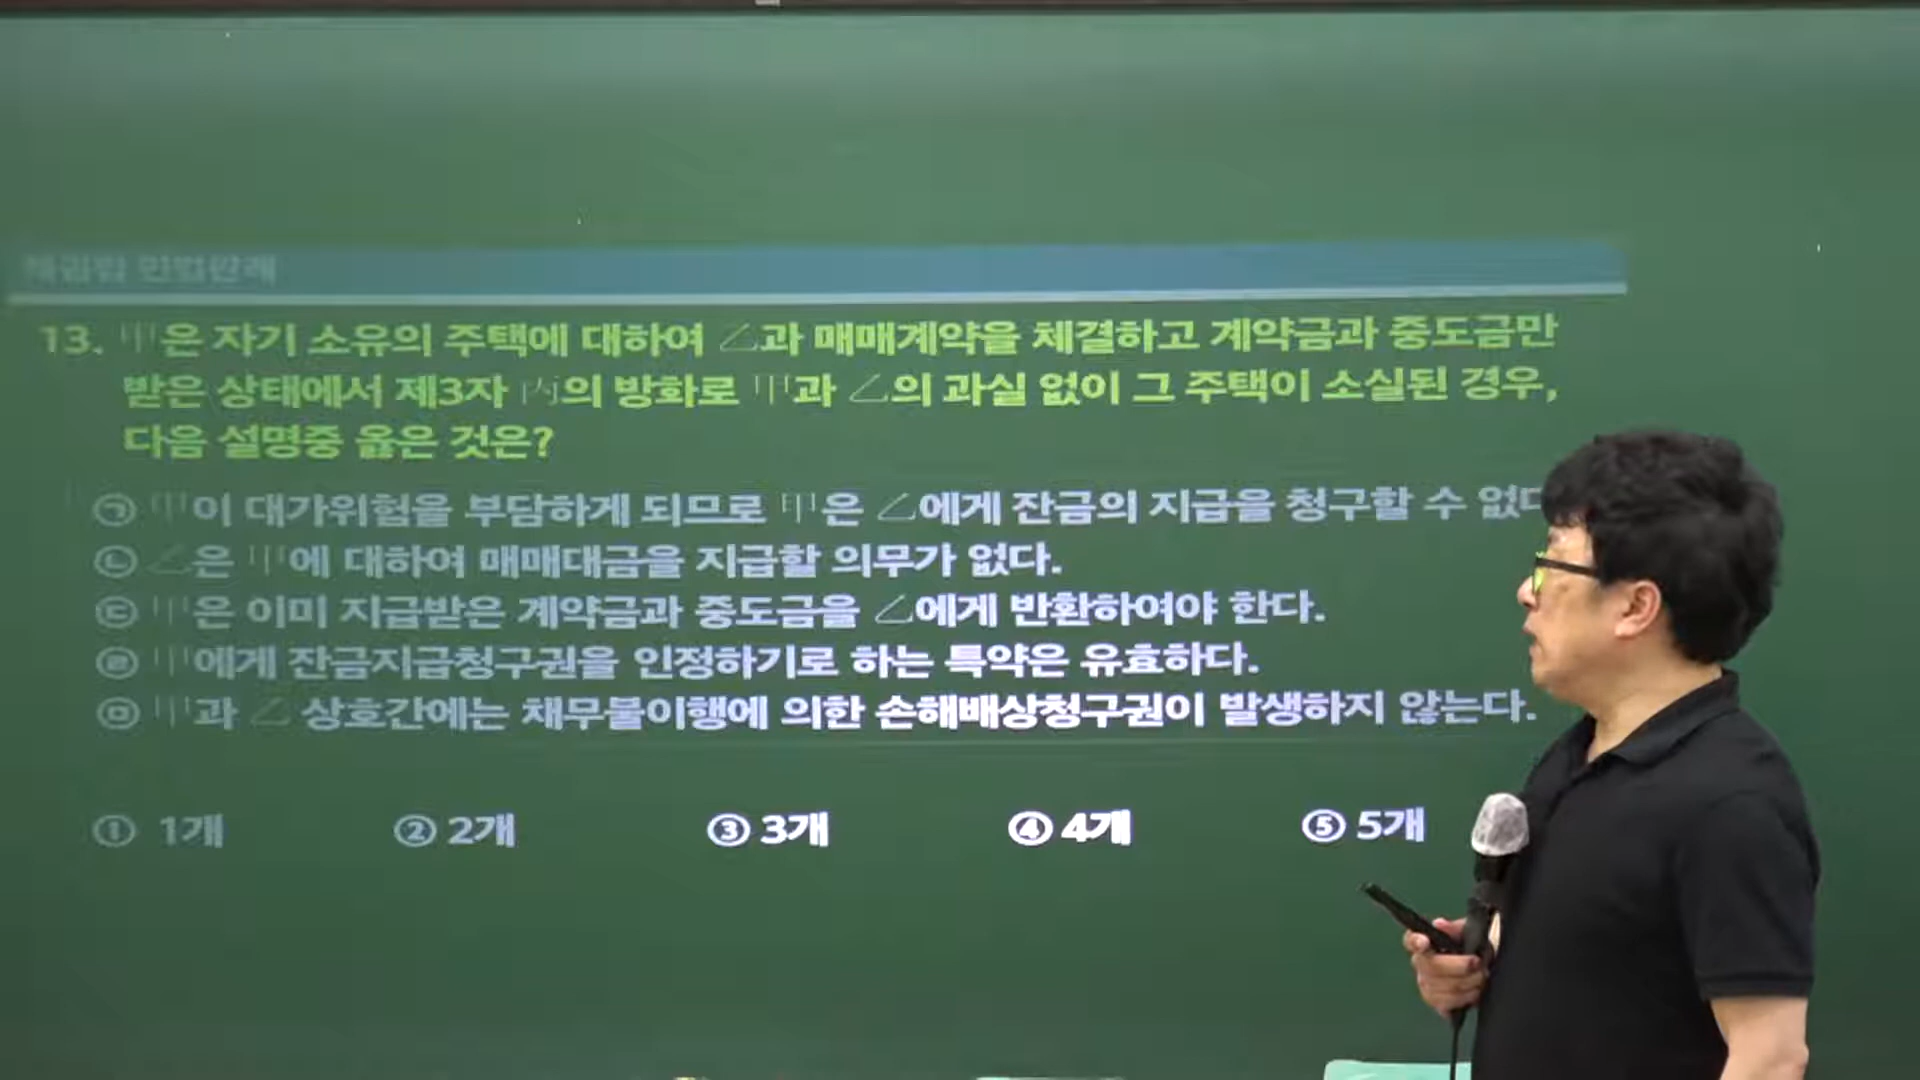 민법판례
13. 甲은 자기 소유의 주택에 대하여 乙과 매매계약을 체결하고 계약금과 중도금만
받은 상태에서 제3자 丙의 방화로 甲과 乙의 과실 없이 그 주택이 소실된 경우,
다음 설명중 옳은 것은?
㉠ 甲이 대가위험을 부담하게 되므로 甲은 乙에게 잔금의 지급을 청구할 수 없다
㉡ 乙은 甲에 대하여 매매대금을 지급할 의무가 없다.
㉢ 甲은 이미 지급받은 계약금과 중도금을 乙에게 반환하여야 한다.
㉣ 甲에게 잔금지급청구권을 인정하기로 하는 특약은 유효하다.
㉤ 甲과 乙 상호간에는 채무불이행에 의한 손해배상청구권이 발생하지 않는다.
① 1개 ② 2개 ③ 3개 ④ 4개 ⑤ 5개